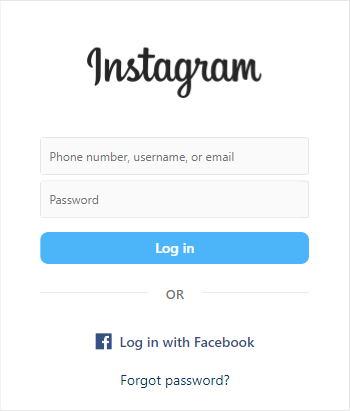 Instagram
Phone number, username, or email
Password
Log in
OR
Log in with Facebook
Forgot password?